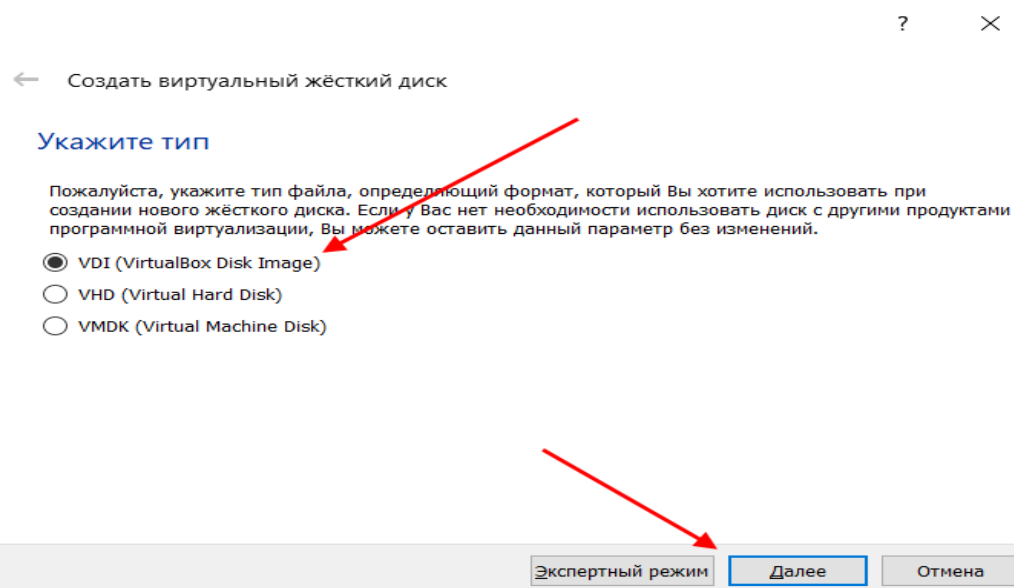 ?
Создать виртуальный жёсткий диск
Укажите тип
Пожалуйста, укажите тип файла, определяющий формат, который Вы хотите использовать при
создании нового жёсткого диска. Если у Вас нет необходимости использовать диск с другими продуктами
программной виртуализации, Вы можете оставить данный параметр без изменений.
VDI (VirtualBox Disk Image)
VHD (Virtual Hard Disk)
VMDK (Virtual Machine Disk)
Экспертный режим Далее Отмена